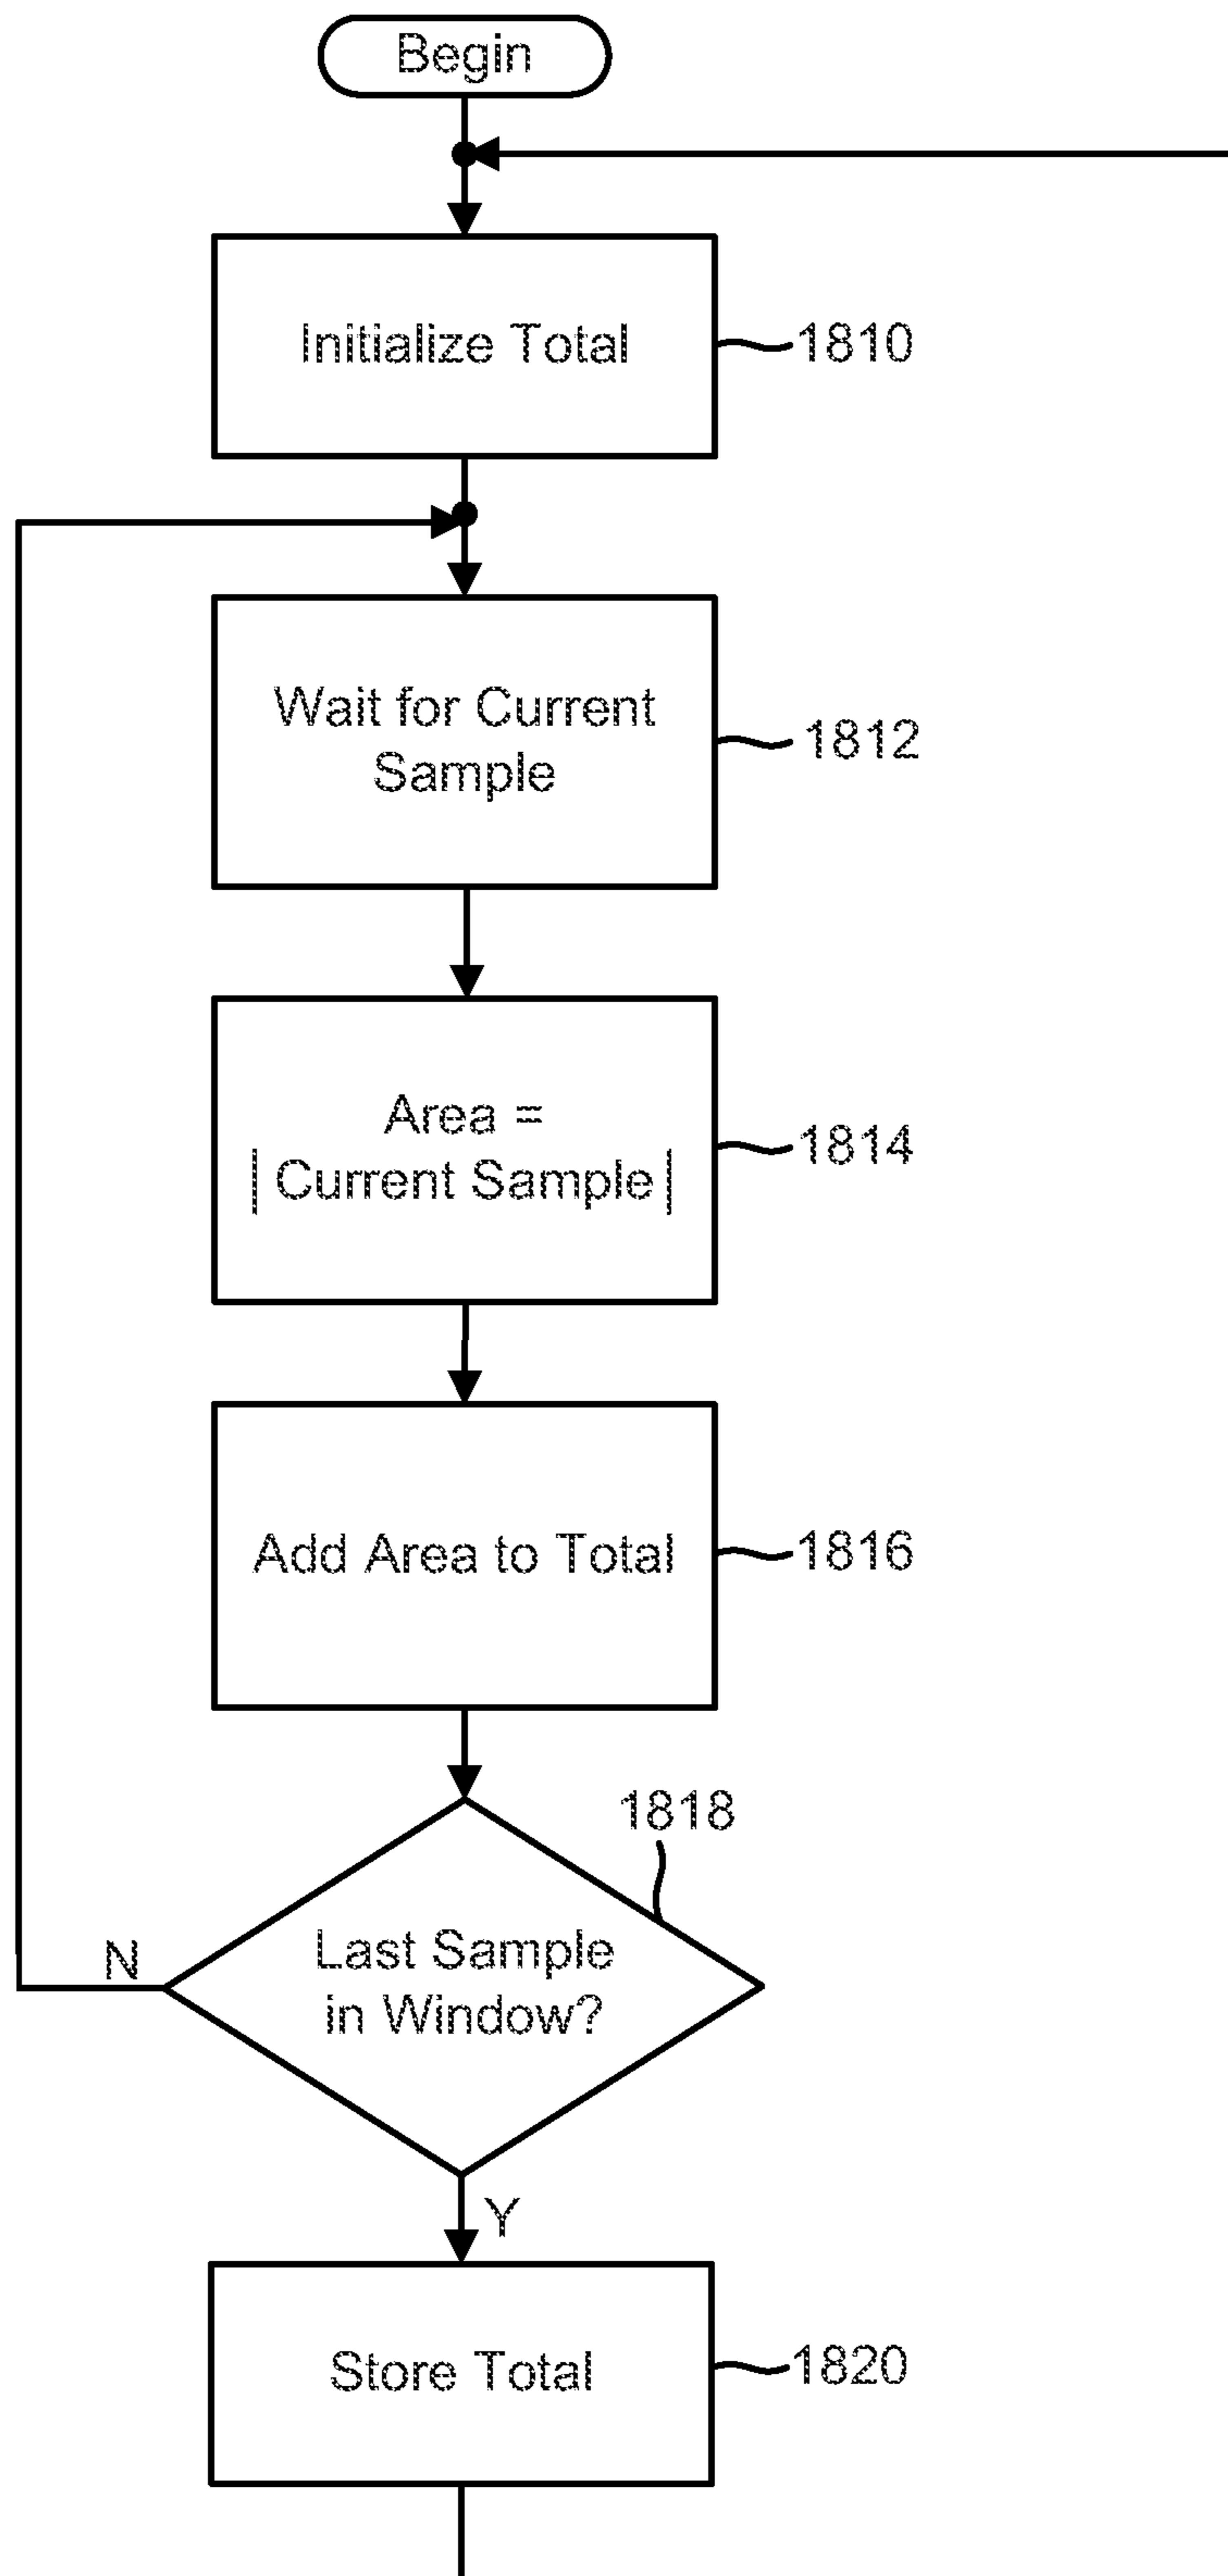 Begin
Initialize Total
1810
Wait for Current
Sample
1812
Area =
|Current Sample|
1814
Add Area to Total
1816
1818
Last Sample
in Window?
N
Y
Store Total
1820